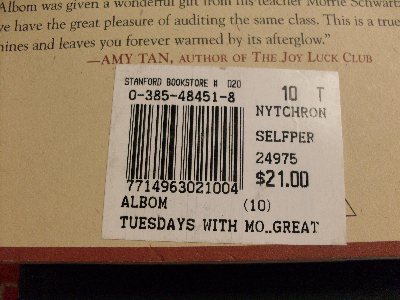 Albom was given a wonderful gift from his teacher Morrie Schwartz
we have the great pleasure of auditing the same class. This is a true
nines and leaves you forever warmed by its afterglow.”
—AMY TAN, AUTHOR OF THE JOY LUCK CLUB
STANFORD BOOKSTORE # 020
0-385-48451-8
10 T
NYTCHRON
SELFPER
24975
$21.00
7714963021004
ALBOM (10)
TUESDAYS WITH MO..GREAT